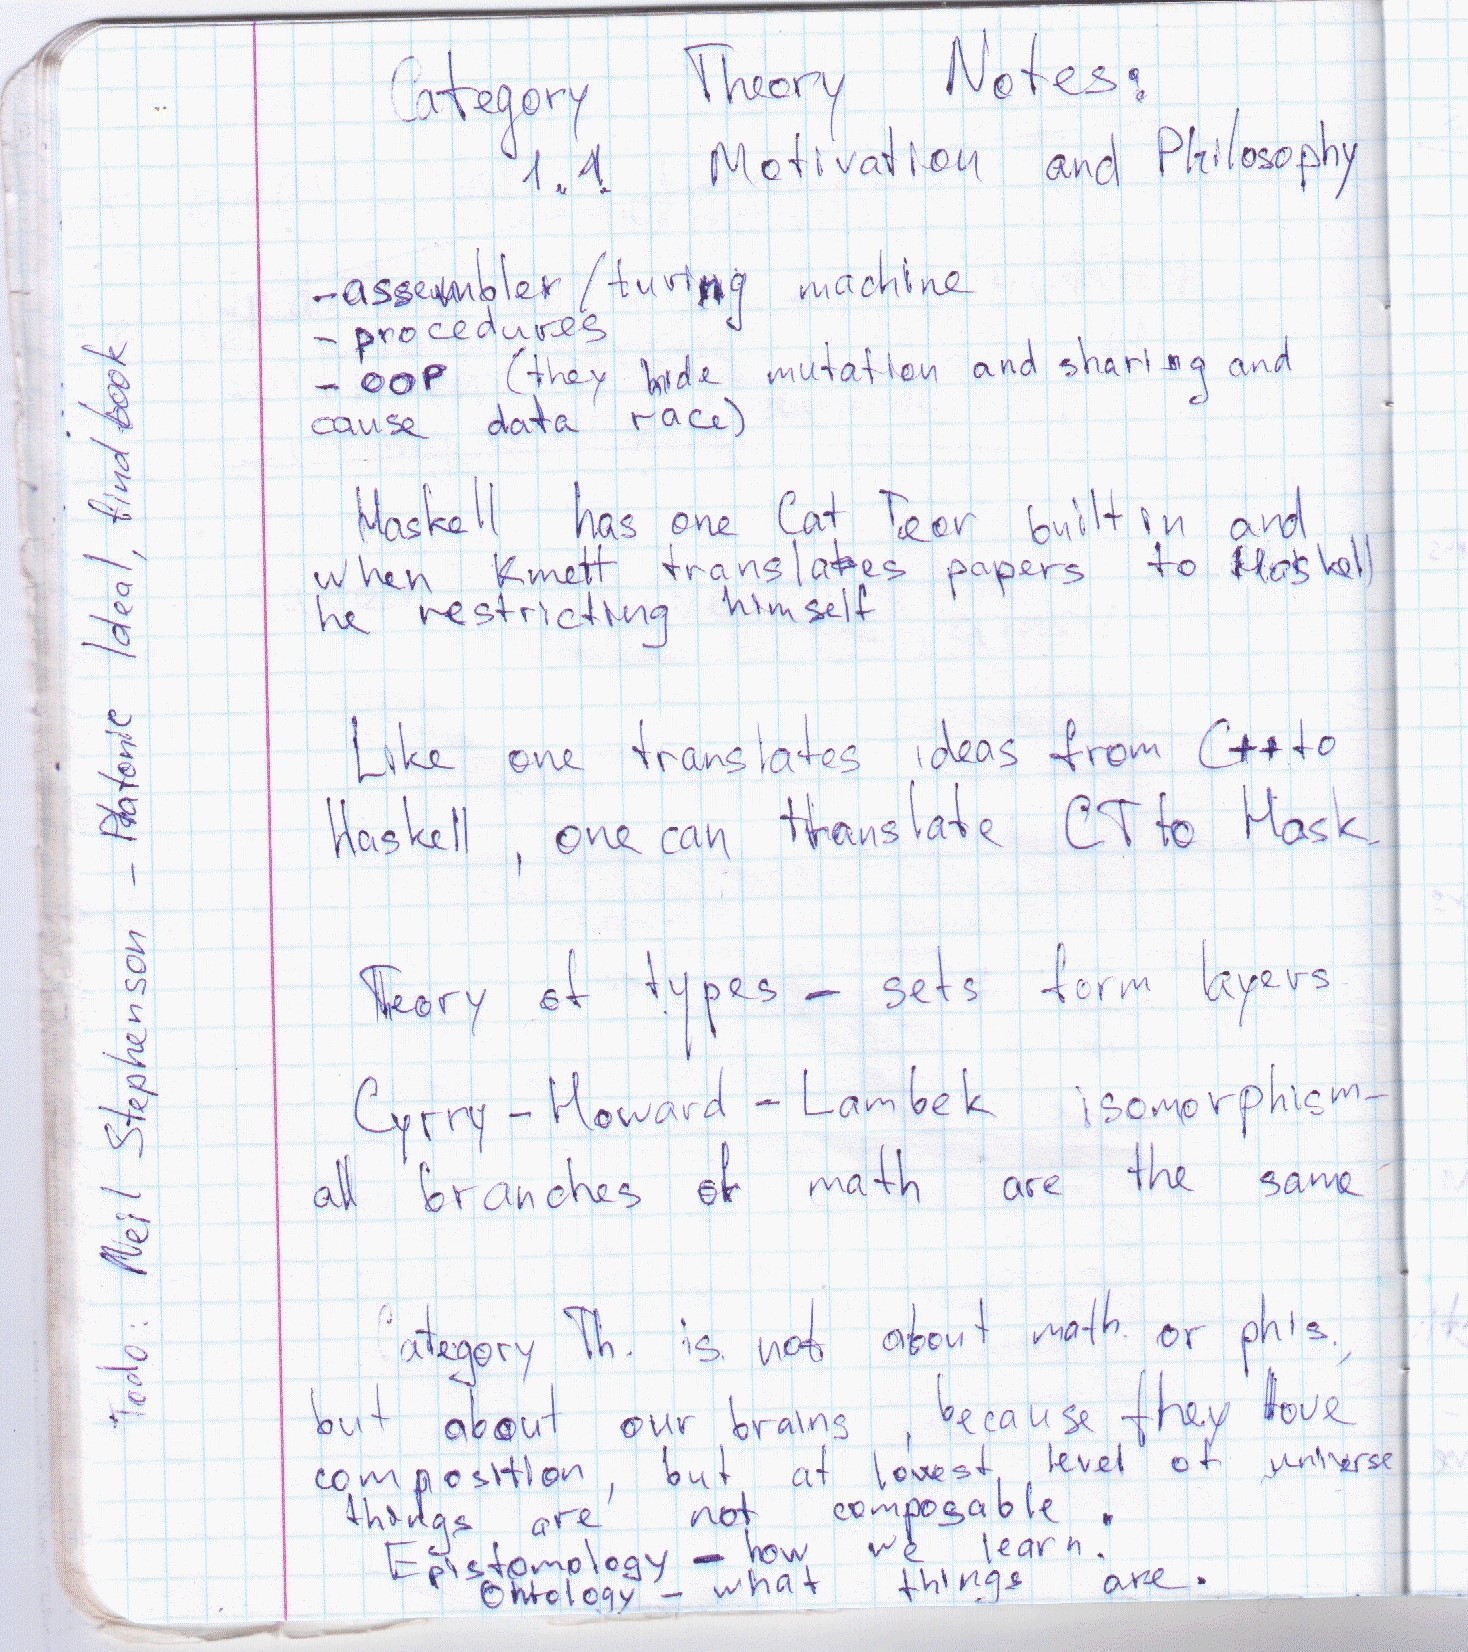 Category Theory Notes:
1.1. Motivation and Philosophy
- assembler/turing machine
- procedures
- OOP (they hide mutation and sharing and
cause data race)
Haskell has one Cat Teor built in and
when Kmett translates papers to Haskell
he restricting himself
Like one translates ideas from C++ to
Haskell, one can translate CT to Hask.
Theory of types - sets form layers
Cyrry - Howard - Lambek isomorphism -
all branches of math are the same
Category Th. is not about math. or phis.,
but about our brains, because they love
composition, but at lowest level of universe
things are not composable.
Epistomology - how we learn.
Ontology - what things are.
Todo: Neil Stephenson - Platonic Ideal, find book